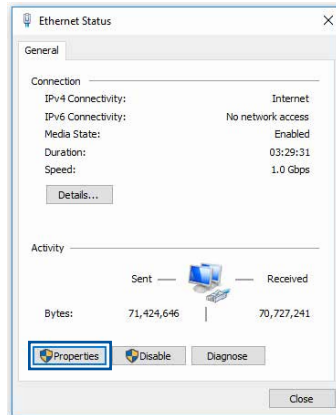 Ethernet Status
General
Connection
IPv4 Connectivity: Internet
IPv6 Connectivity: No network access
Media State: Enabled
Duration: 03:29:31
Speed: 1.0 Gbps
Details...
Activity
Sent Received
Bytes: 71,424,646 70,727,241
Properties Disable Diagnose
Close